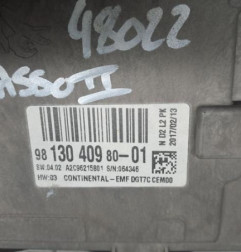 48022
ASSO II
N 02 L2 PK
2017/02/13
98 130 409 80-01
SW:04.02 A2C96215801 S/N:054346
HW:03 CONTINENTAL-EMF DGT7C CEM00